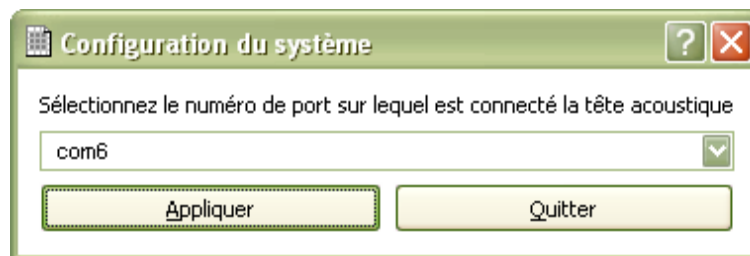 Configuration du système
Sélectionnez le numéro de port sur lequel est connecté la tête acoustique
com6
Appliquer Quitter